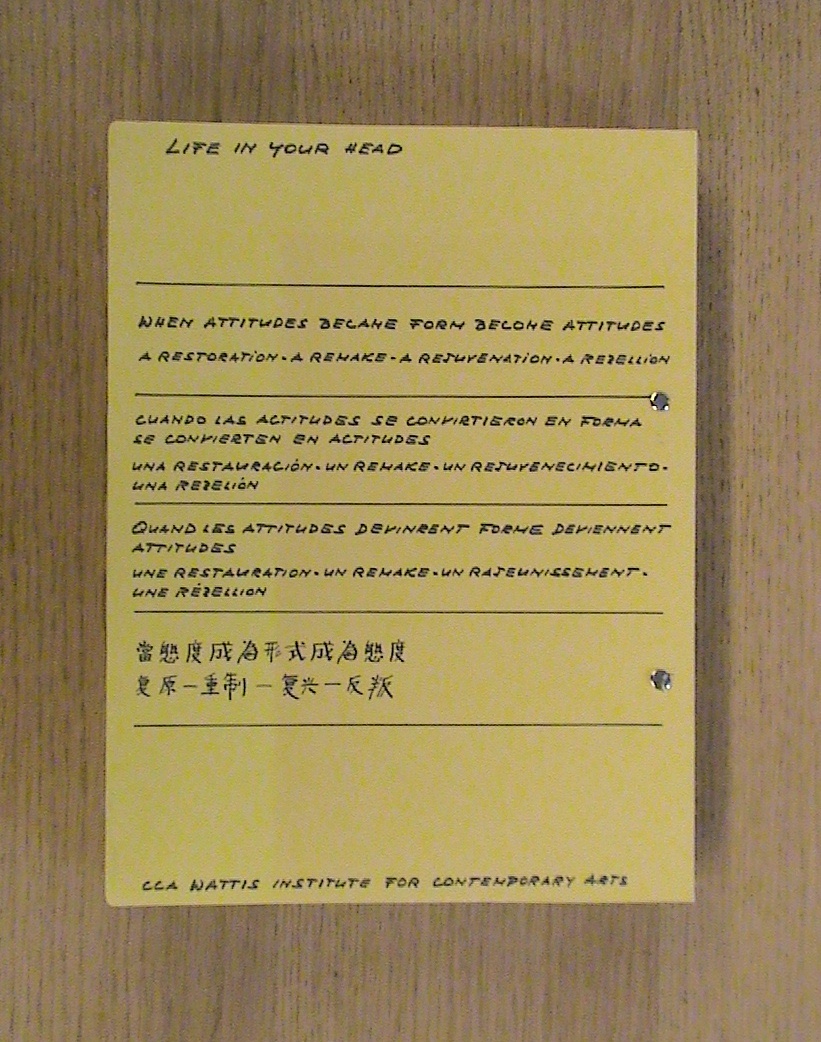 LIFE IN YOUR HEAD
WHEN ATTITUDES BECAME FORM BECOME ATTITUDES
A RESTORATION - A REMAKE - A REJUVENATION - A REBELLION
CUANDO LAS ACTITUDES SE CONVIRTIERON EN FORMA
SE CONVIERTEN EN ACTITUDES
UNA RESTAURACIÓN - UN REMAKE - UN REJUVENECIMIENTO -
UNA REBELIÓN
QUAND LES ATTITUDES DEVINRENT FORME DEVIENNENT
ATTITUDES
UNE RESTAURATION - UN REMAKE - UN RAJEUNISSEMENT -
UNE RÉBELLION
當態度成為形式成為態度
复原一重制一复兴一反叛
CCA WATTIS INSTITUTE FOR CONTEMPORARY ARTS